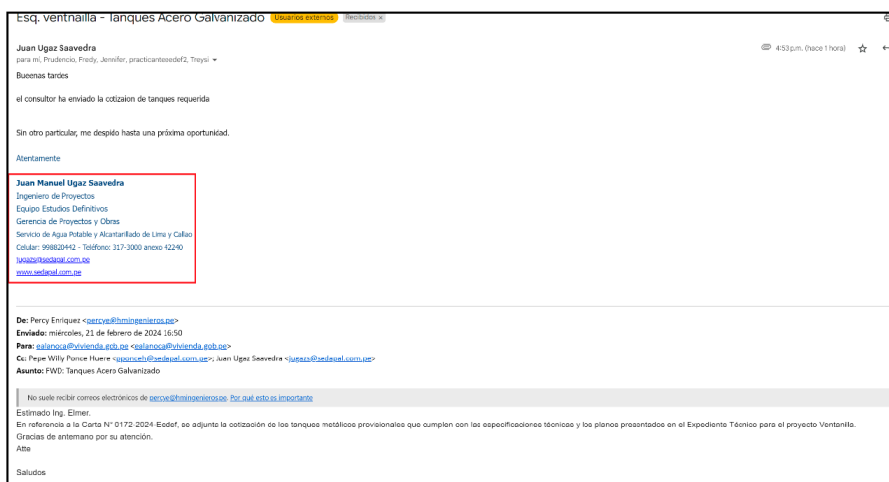 Esq. ventnailla - Tanques Acero Galvanizado Usuarios externos Recibidos x
Juan Ugaz Saavedra 4:53 p.m. (hace 1 hora)
para mí, Prudencio, Fredy, Jennifer, practicanteeedef2, Treysi
Bueenas tardes
el consultor ha enviado la cotizaion de tanques requerida
Sin otro particular, me despido hasta una próxima oportunidad.
Atentamente
Juan Manuel Ugaz Saavedra
Ingeniero de Proyectos
Equipo Estudios Definitivos
Gerencia de Proyectos y Obras
Servicio de Agua Potable y Alcantarillado de Lima y Callao
Celular: 998820442 - Teléfono: 317-3000 anexo 42240
jugazs@sedapal.com.pe
www.sedapal.com.pe
De: Percy Enriquez <percye@hmingenieros.pe>
Enviado: miércoles, 21 de febrero de 2024 16:50
Para: ealanoca@vivienda.gob.pe <ealanoca@vivienda.gob.pe>
Cc: Pepe Willy Ponce Huere <pponceh@sedapal.com.pe>; Juan Ugaz Saavedra <jugazs@sedapal.com.pe>
Asunto: FWD: Tanques Acero Galvanizado
No suele recibir correos electrónicos de percye@hmingenieros.pe. Por qué esto es importante
Estimado Ing. Elmer.
En referencia a la Carta N° 0172-2024-Eedef, se adjunta la cotización de los tanques metálicos provisionales que cumplen con las especificaciones técnicas y los planos presentados en el Expediente Técnico para el proyecto Ventanilla.
Gracias de antemano por su atención.
Atte
Saludos